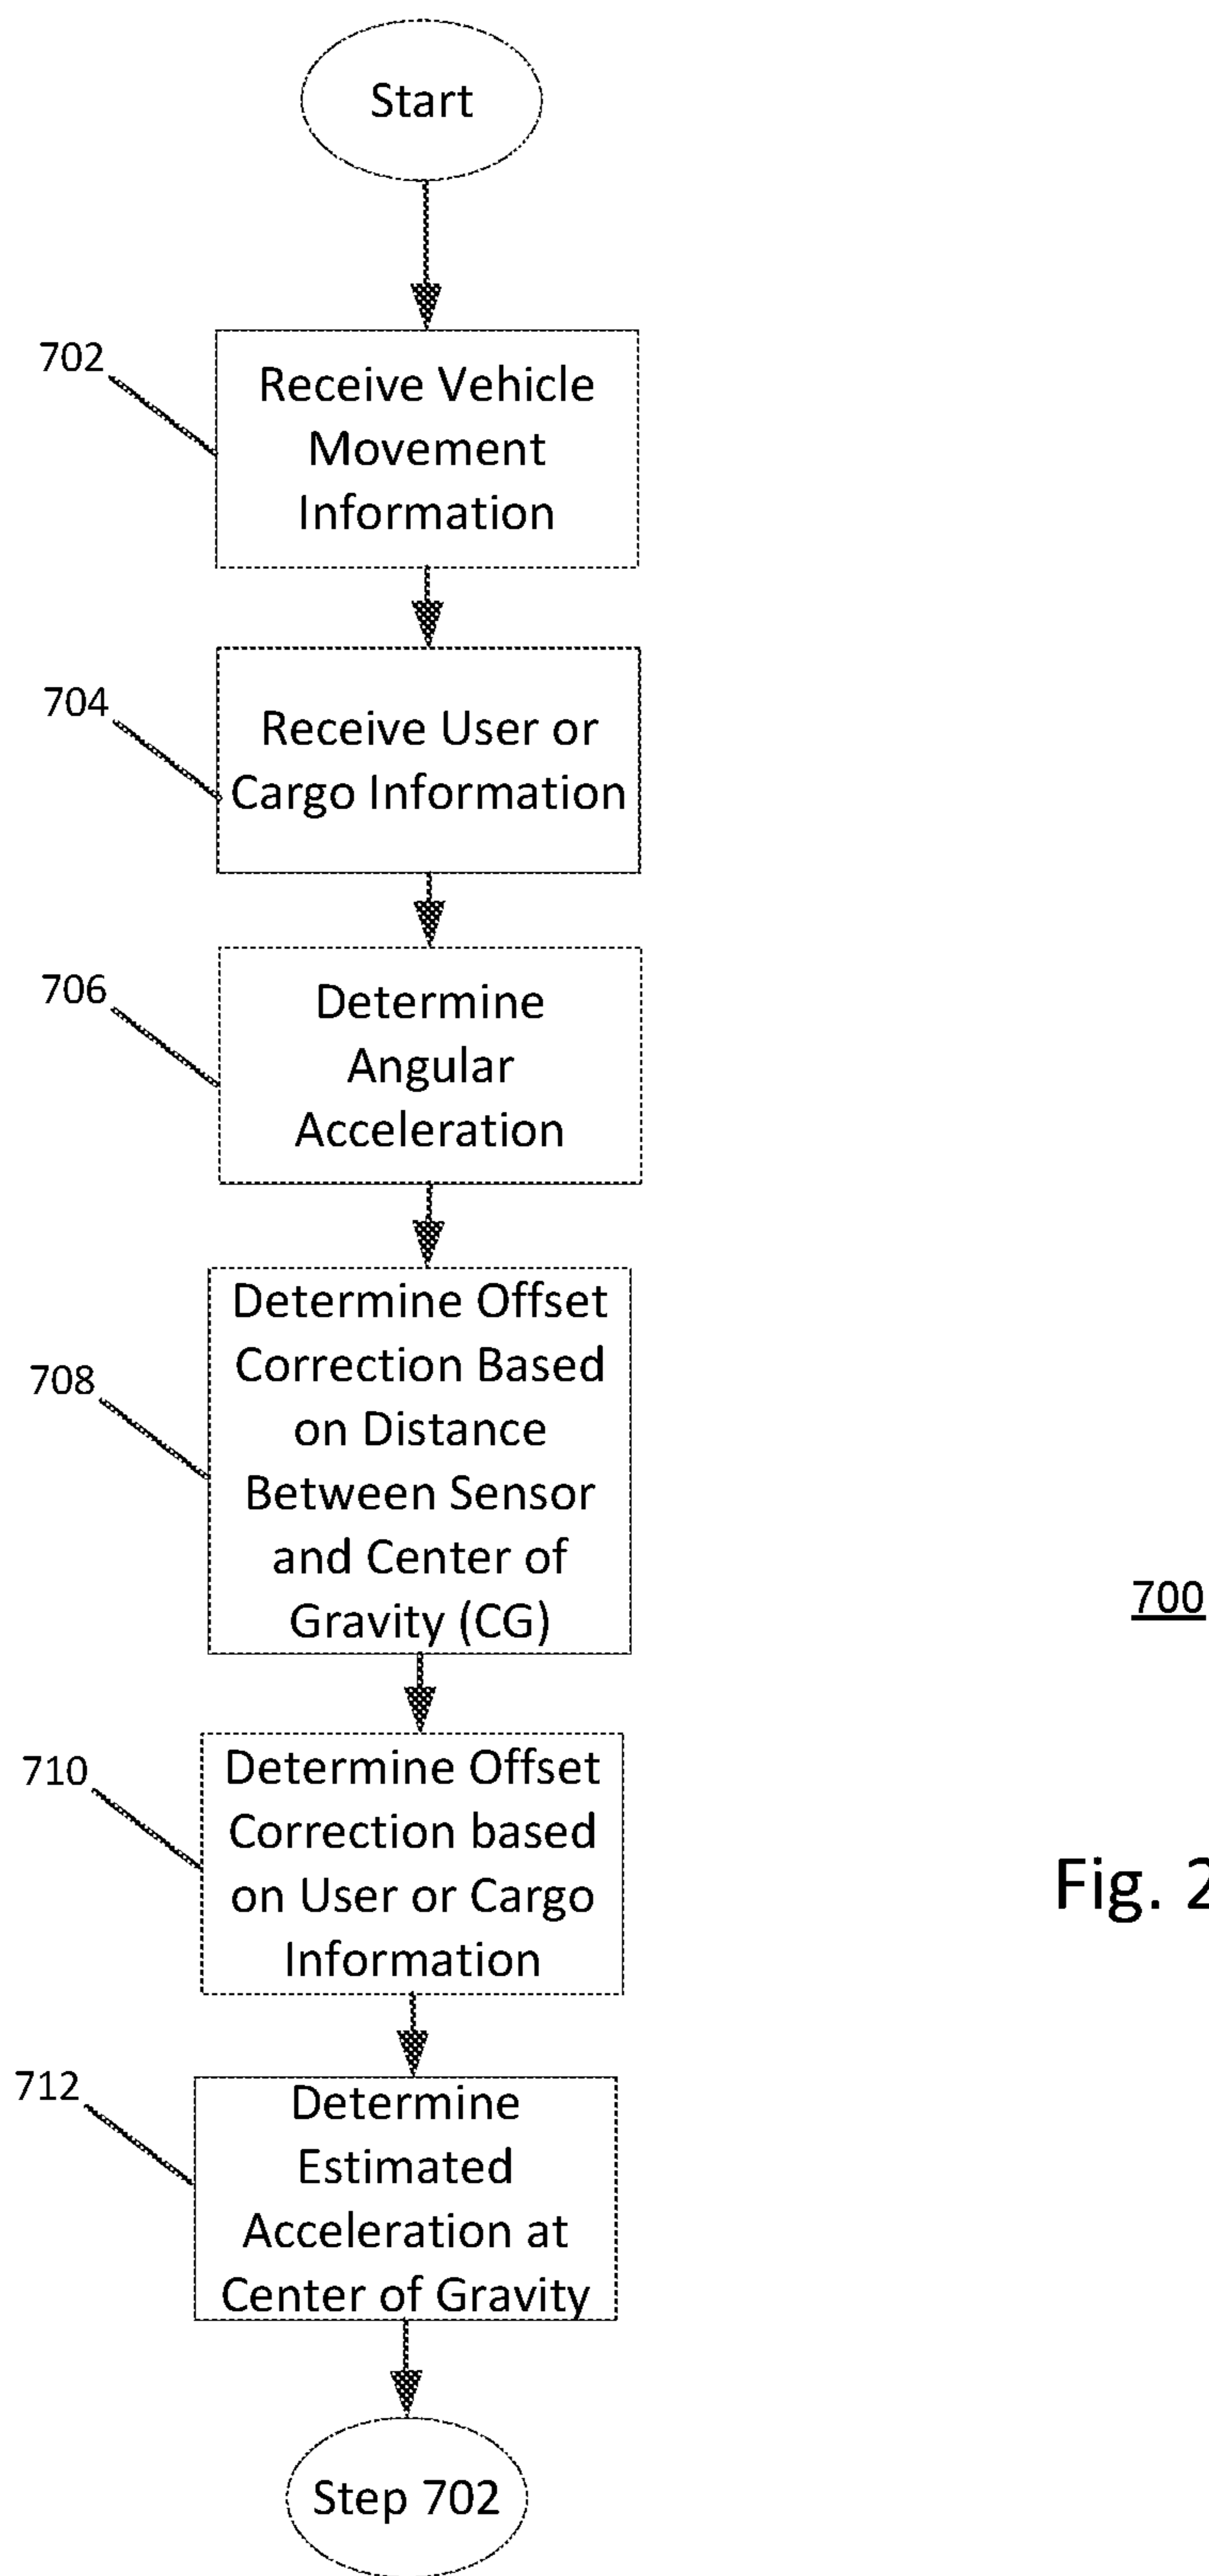 Start
702
Receive Vehicle
Movement
Information
704
Receive User or
Cargo Information
706
Determine
Angular
Acceleration
708
Determine Offset
Correction Based
on Distance
Between Sensor
and Center of
Gravity (CG)
700
710
Determine Offset
Correction based
on User or Cargo
Information
Fig. 2
712
Determine
Estimated
Acceleration at
Center of Gravity
Step 702